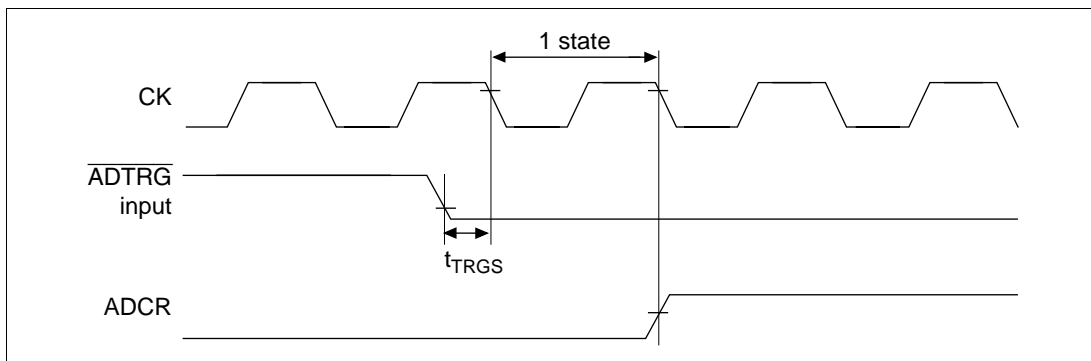 1 state
CK
ADTRG
input
tTRGS
ADCR